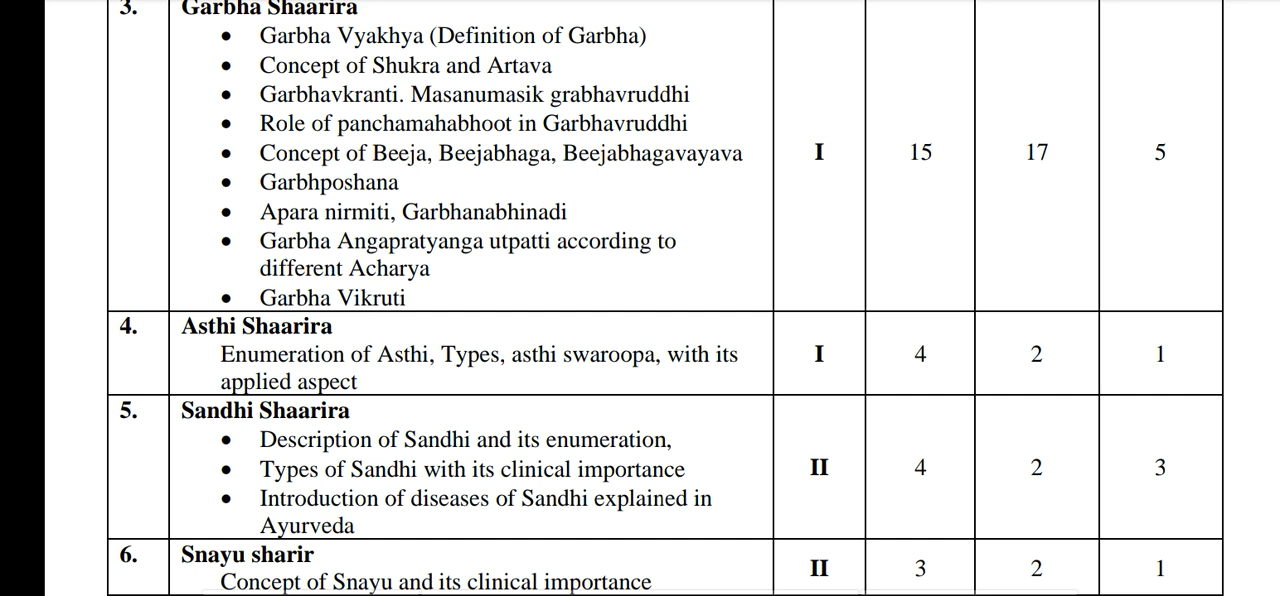 3. Garbha Shaarira
• Garbha Vyakhya (Definition of Garbha)
• Concept of Shukra and Artava
• Garbhavkranti. Masanumasik grabhavruddhi
• Role of panchamahabhoot in Garbhavruddhi
• Concept of Beeja, Beejabhaga, Beejabhagavayava
• Garbhposhana
• Apara nirmiti, Garbhanabhinadi
• Garbha Angapratyanga utpatti according to
different Acharya
• Garbha Vikruti
I 15 17 5
4. Asthi Shaarira
Enumeration of Asthi, Types, asthi swaroopa, with its
applied aspect
I 4 2 1
5. Sandhi Shaarira
• Description of Sandhi and its enumeration,
• Types of Sandhi with its clinical importance
• Introduction of diseases of Sandhi explained in
Ayurveda
II 4 2 3
6. Snayu sharir
Concept of Snayu and its clinical importance
II 3 2 1